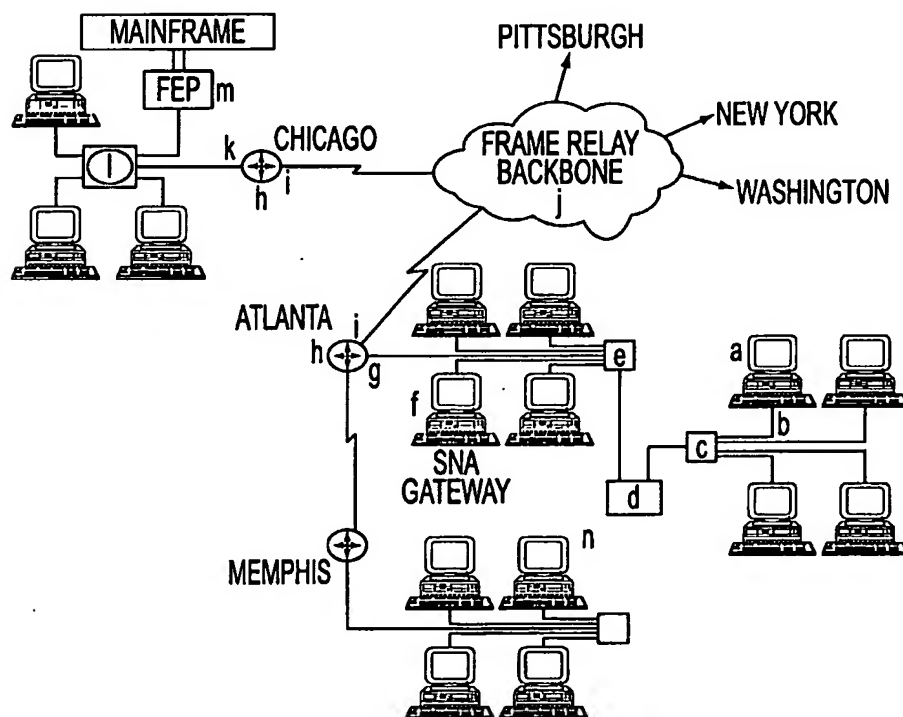 MAINFRAME
FEP m
PITTSBURGH
NEW YORK
CHICAGO
FRAME RELAY
BACKBONE
j
WASHINGTON
k
l
h
i
ATLANTA
i
h
g
e
a
f
b
c
SNA
GATEWAY
d
n
MEMPHIS